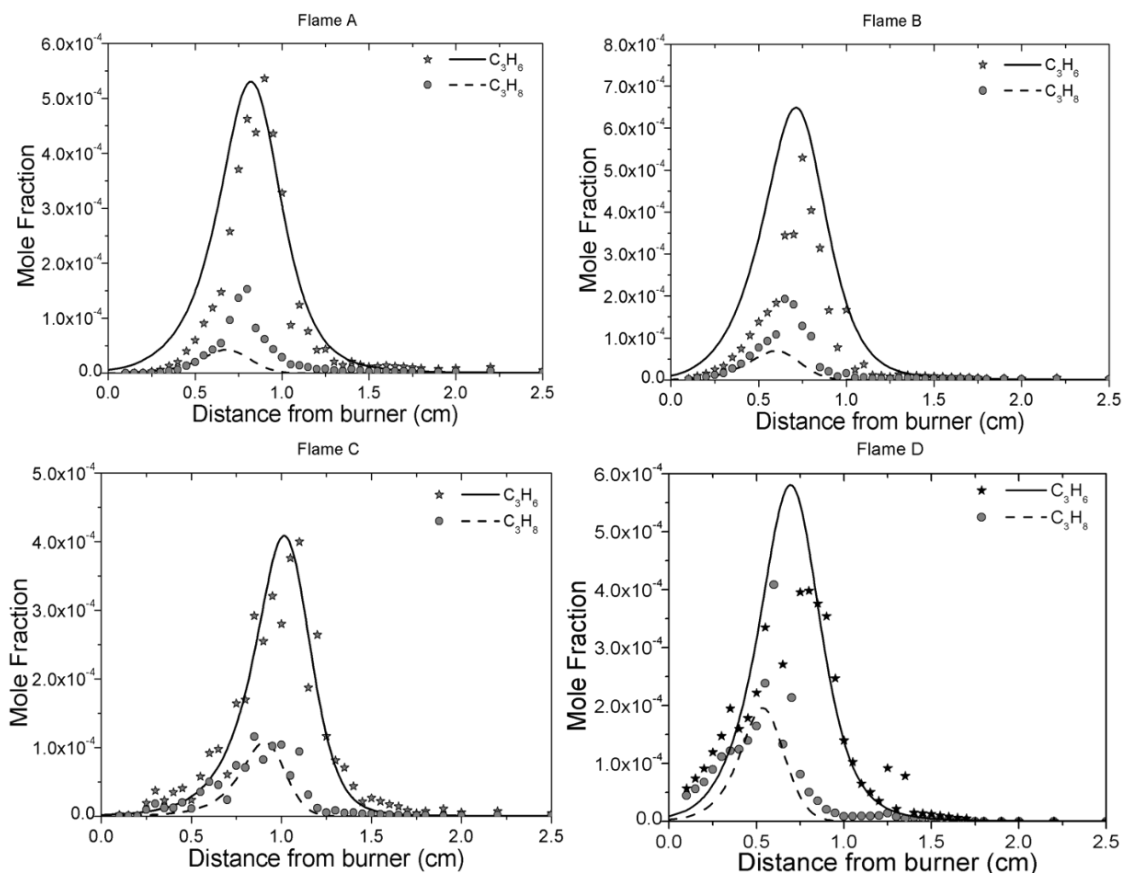 Flame A
6.0x10⁻⁴
5.0x10⁻⁴
4.0x10⁻⁴
3.0x10⁻⁴
2.0x10⁻⁴
1.0x10⁻⁴
0.0
Mole Fraction
C₃H₆
C₃H₈
0.0 0.5 1.0 1.5 2.0 2.5
Distance from burner (cm)
Flame B
8.0x10⁻⁴
7.0x10⁻⁴
6.0x10⁻⁴
5.0x10⁻⁴
4.0x10⁻⁴
3.0x10⁻⁴
2.0x10⁻⁴
1.0x10⁻⁴
0.0
Mole Fraction
C₃H₆
C₃H₈
0.0 0.5 1.0 1.5 2.0 2.5
Distance from burner (cm)
Flame C
5.0x10⁻⁴
4.0x10⁻⁴
3.0x10⁻⁴
2.0x10⁻⁴
1.0x10⁻⁴
0.0
Mole Fraction
C₃H₆
C₃H₈
0.0 0.5 1.0 1.5 2.0 2.5
Distance from burner (cm)
Flame D
6.0x10⁻⁴
5.0x10⁻⁴
4.0x10⁻⁴
3.0x10⁻⁴
2.0x10⁻⁴
1.0x10⁻⁴
0.0
Mole Fraction
C₃H₆
C₃H₈
0.0 0.5 1.0 1.5 2.0 2.5
Distance from burner (cm)